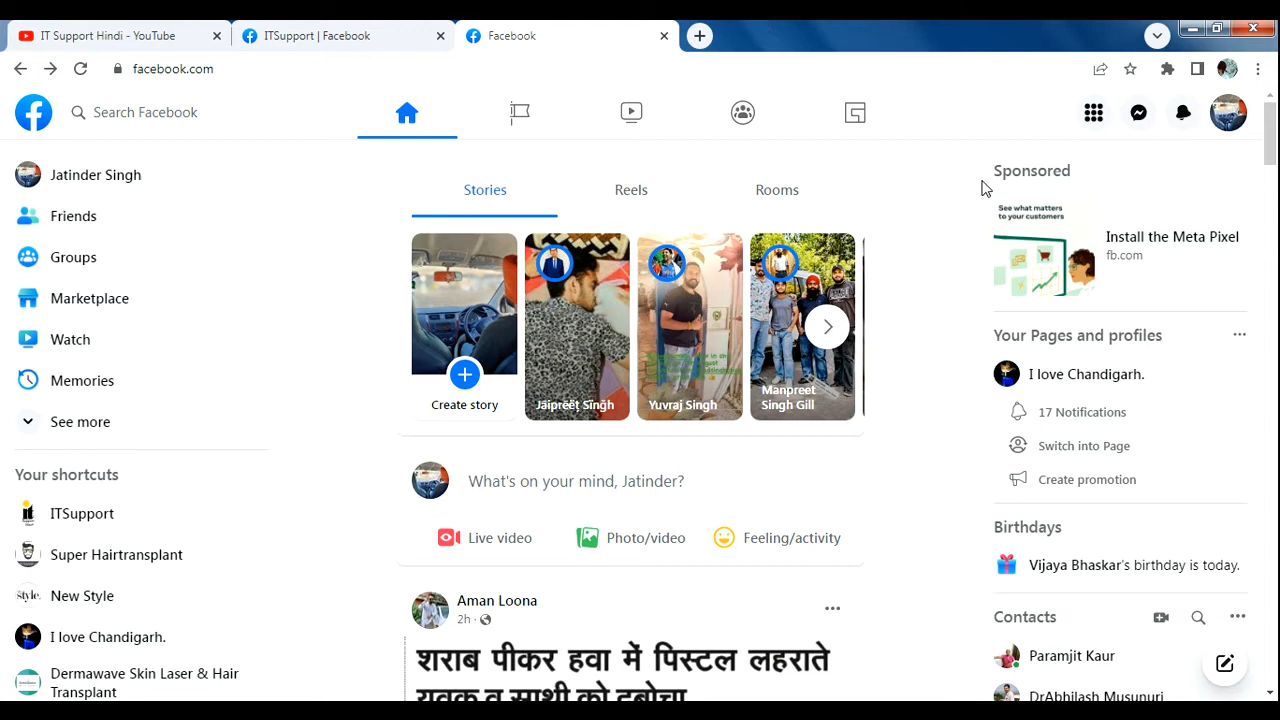 IT Support Hindi - YouTube
ITSupport | Facebook
Facebook
facebook.com
Search Facebook
Jatinder Singh
Friends
Groups
Marketplace
Watch
Memories
See more
Your shortcuts
ITSupport
Super Hairtransplant
style.
New Style
I love Chandigarh.
Dermawave Skin Laser & Hair
Transplant
Stories
Reels
Rooms
Create story
Jaipréét Singh
Yuvraj Singh
Manpreet
Singh Gill
What's on your mind, Jatinder?
Live video
Photo/video
Feeling/activity
Aman Loona
2h ·
शराब पीकर हवा में पिस्टल लहराते
युवक व साथी को दबोचा
Sponsored
See what matters
to your customers
Install the Meta Pixel
fb.com
Your Pages and profiles
I love Chandigarh.
17 Notifications
Switch into Page
Create promotion
Birthdays
Vijaya Bhaskar's birthday is today.
Contacts
Paramjit Kaur
DrAbhilash Musunuri